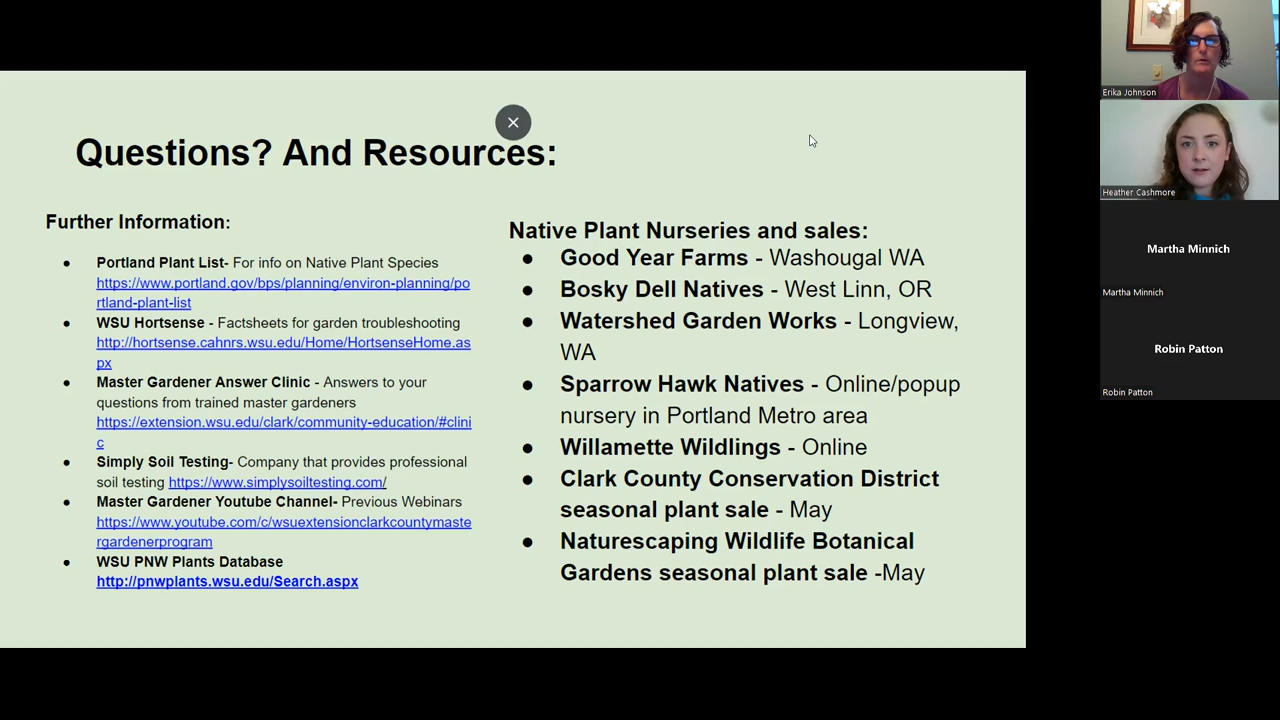 Questions? And Resources:
Further Information:
Portland Plant List- For info on Native Plant Species
https://www.portland.gov/bps/planning/environ-planning/po
rtland-plant-list
WSU Hortsense - Factsheets for garden troubleshooting
http://hortsense.cahnrs.wsu.edu/Home/HortsenseHome.as
px
Master Gardener Answer Clinic - Answers to your
questions from trained master gardeners
https://extension.wsu.edu/clark/community-education/#clini
c
Simply Soil Testing- Company that provides professional
soil testing https://www.simplysoiltesting.com/
Master Gardener Youtube Channel- Previous Webinars
https://www.youtube.com/c/wsuextensionclarkcountymaste
rgardenerprogram
WSU PNW Plants Database
http://pnwplants.wsu.edu/Search.aspx
Native Plant Nurseries and sales:
Good Year Farms - Washougal WA
Bosky Dell Natives - West Linn, OR
Watershed Garden Works - Longview,
WA
Sparrow Hawk Natives - Online/popup
nursery in Portland Metro area
Willamette Wildlings - Online
Clark County Conservation District
seasonal plant sale - May
Naturescaping Wildlife Botanical
Gardens seasonal plant sale -May
Erika Johnson
Heather Cashmore
Martha Minnich
Martha Minnich
Robin Patton
Robin Patton